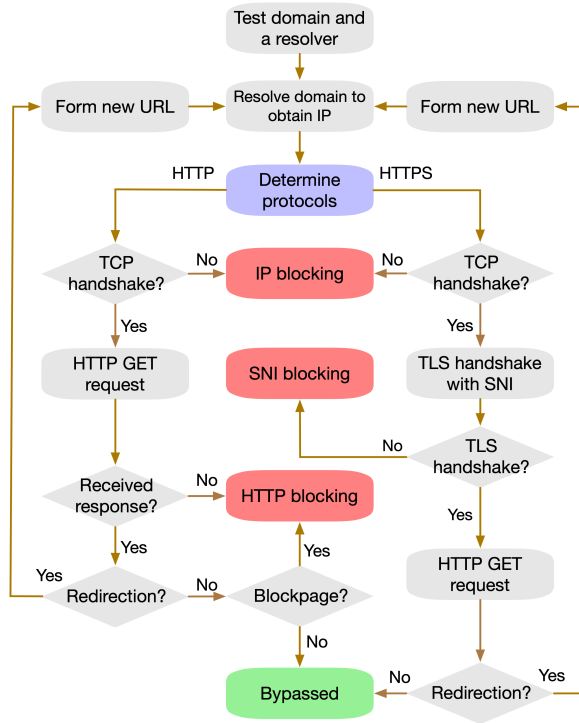 Test domain and
a resolver
Form new URL
Resolve domain to
obtain IP
Form new URL
HTTP
Determine
protocols
HTTPS
TCP
handshake?
No
IP blocking
No
TCP
handshake?
Yes
Yes
HTTP GET
request
SNI blocking
TLS handshake
with SNI
No
TLS
handshake?
Received
response?
No
HTTP blocking
Yes
Yes
Yes
HTTP GET
request
Yes
Redirection?
No
Blockpage?
No
Bypassed
No
Redirection?
Yes